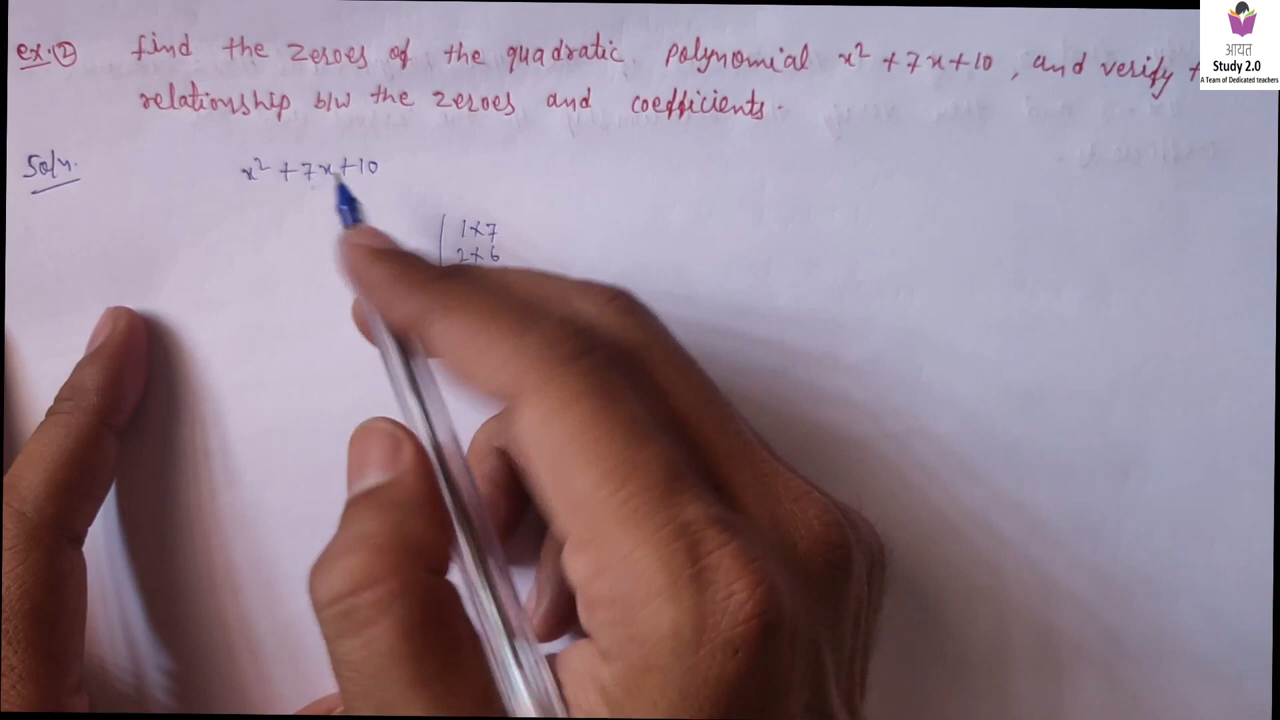 ex.② find the zeroes of the quadratic polynomial x² + 7x+10 , and verify
relationship b/w the zeroes and coefficients.
Soln. x² + 7x+10
1×7
2×6
आयत
Study 2.0
A Team of Dedicated teachers